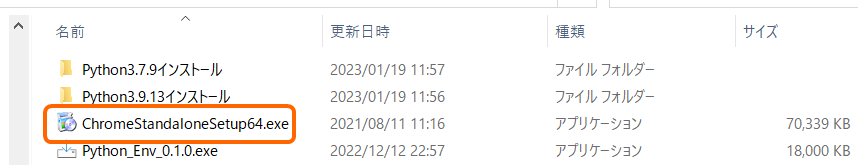 名前 更新日時 種類 サイズ
Python3.7.9インストール 2023/01/19 11:57 ファイル フォルダー
Python3.9.13インストール 2023/01/19 11:56 ファイル フォルダー
ChromeStandaloneSetup64.exe 2021/08/11 11:16 アプリケーション 70,339 KB
Python_Env_0.1.0.exe 2022/12/12 22:57 アプリケーション 18,000 KB